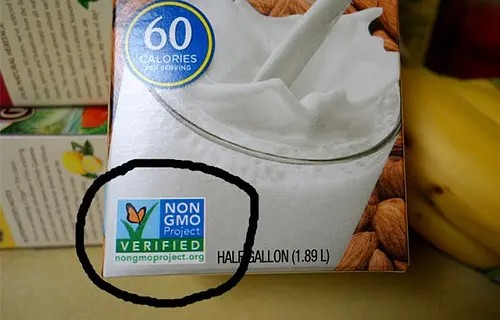 60
CALORIES
PER SERVING
NON
GMO
Project
VERIFIED
nongmoproject.org
HALF GALLON (1.89 L)